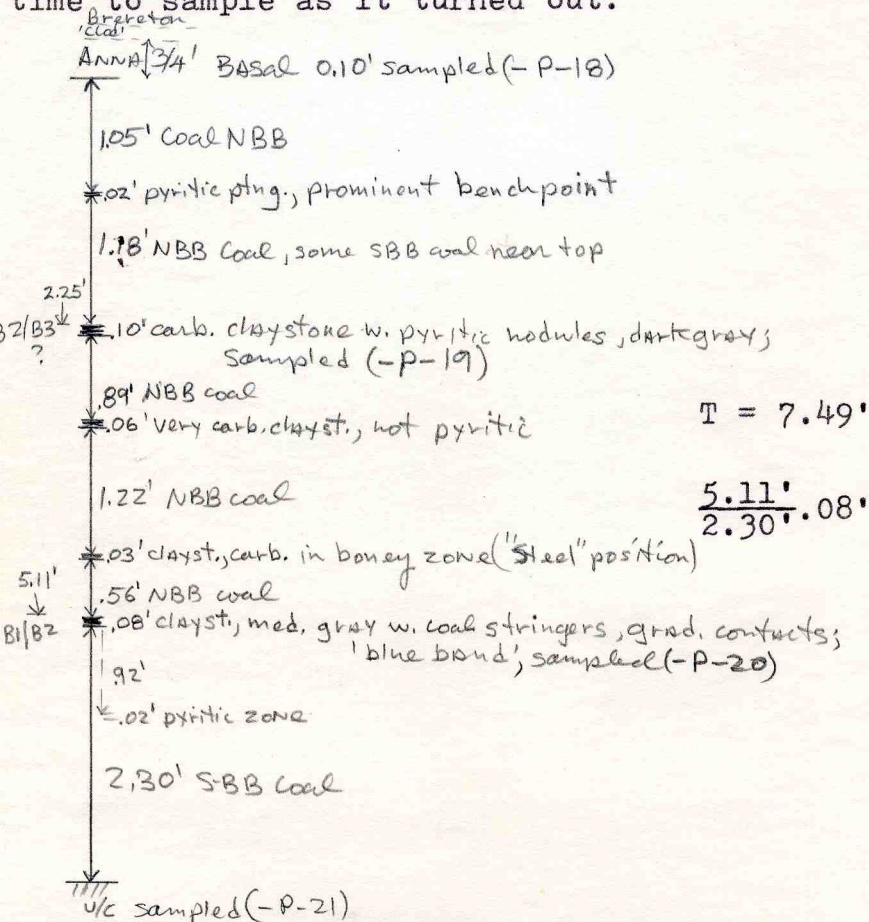 time to sample as it turned out.
Brereton
'clod'
ANNA 3/4' BASal 0.10' sampled (-P-18)
1.05' Coal NBB
.02' pyritic ptng., prominent benchpoint
1.18' NBB Coal, some SBB coal near top
2.25'
B2/B3
?
.10' carb. claystone w. pyritic nodules, dark gray;
sampled (-P-19)
.89' NBB coal
.06' very carb. clayst., not pyritic
T = 7.49'
1.22' NBB coal
5.11'
2.30' .08'
.03' clayst., carb. in boney zone ("Steel" position)
5.11'
.56' NBB coal
B1/B2
.08' clayst., med. gray w. coal stringers, grad. contacts;
'blue band', sampled (-P-20)
.92'
.02' pyritic zone
2.30' SBB Coal
u/c sampled (-P-21)